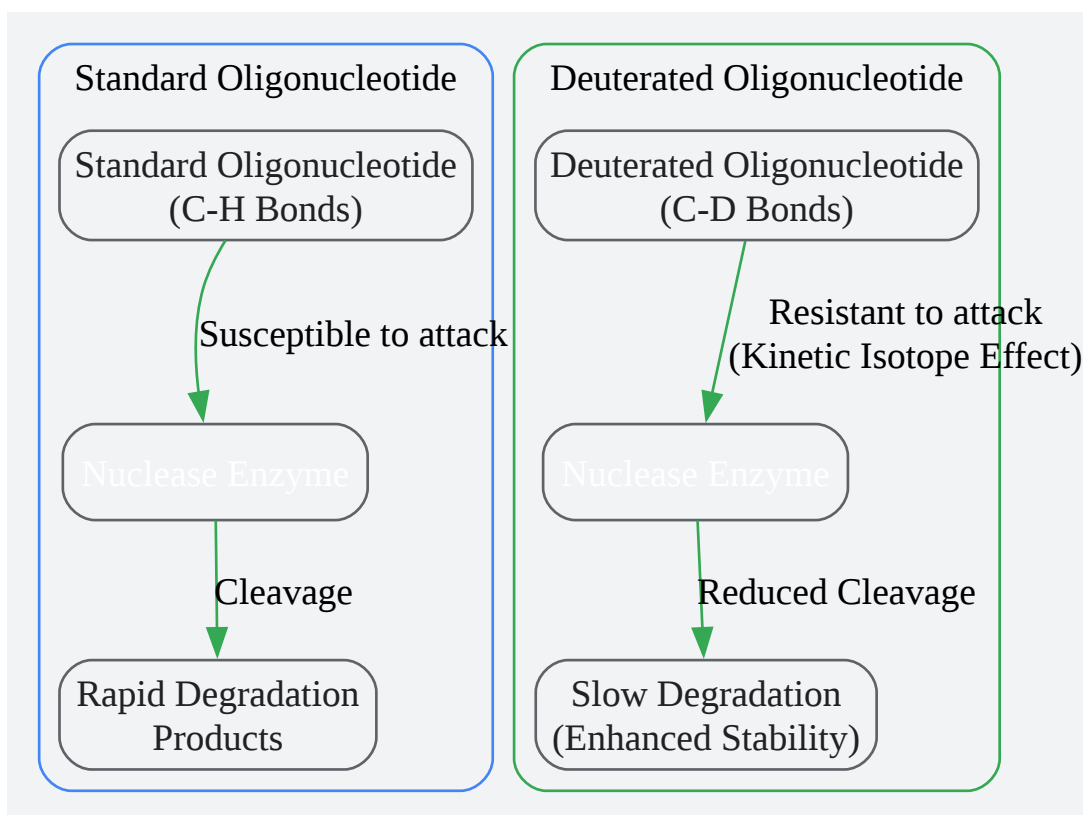 Standard Oligonucleotide
Standard Oligonucleotide
(C-H Bonds)
Susceptible to attack
Nuclease Enzyme
Cleavage
Rapid Degradation
Products
Deuterated Oligonucleotide
Deuterated Oligonucleotide
(C-D Bonds)
Resistant to attack
(Kinetic Isotope Effect)
Nuclease Enzyme
Reduced Cleavage
Slow Degradation
(Enhanced Stability)